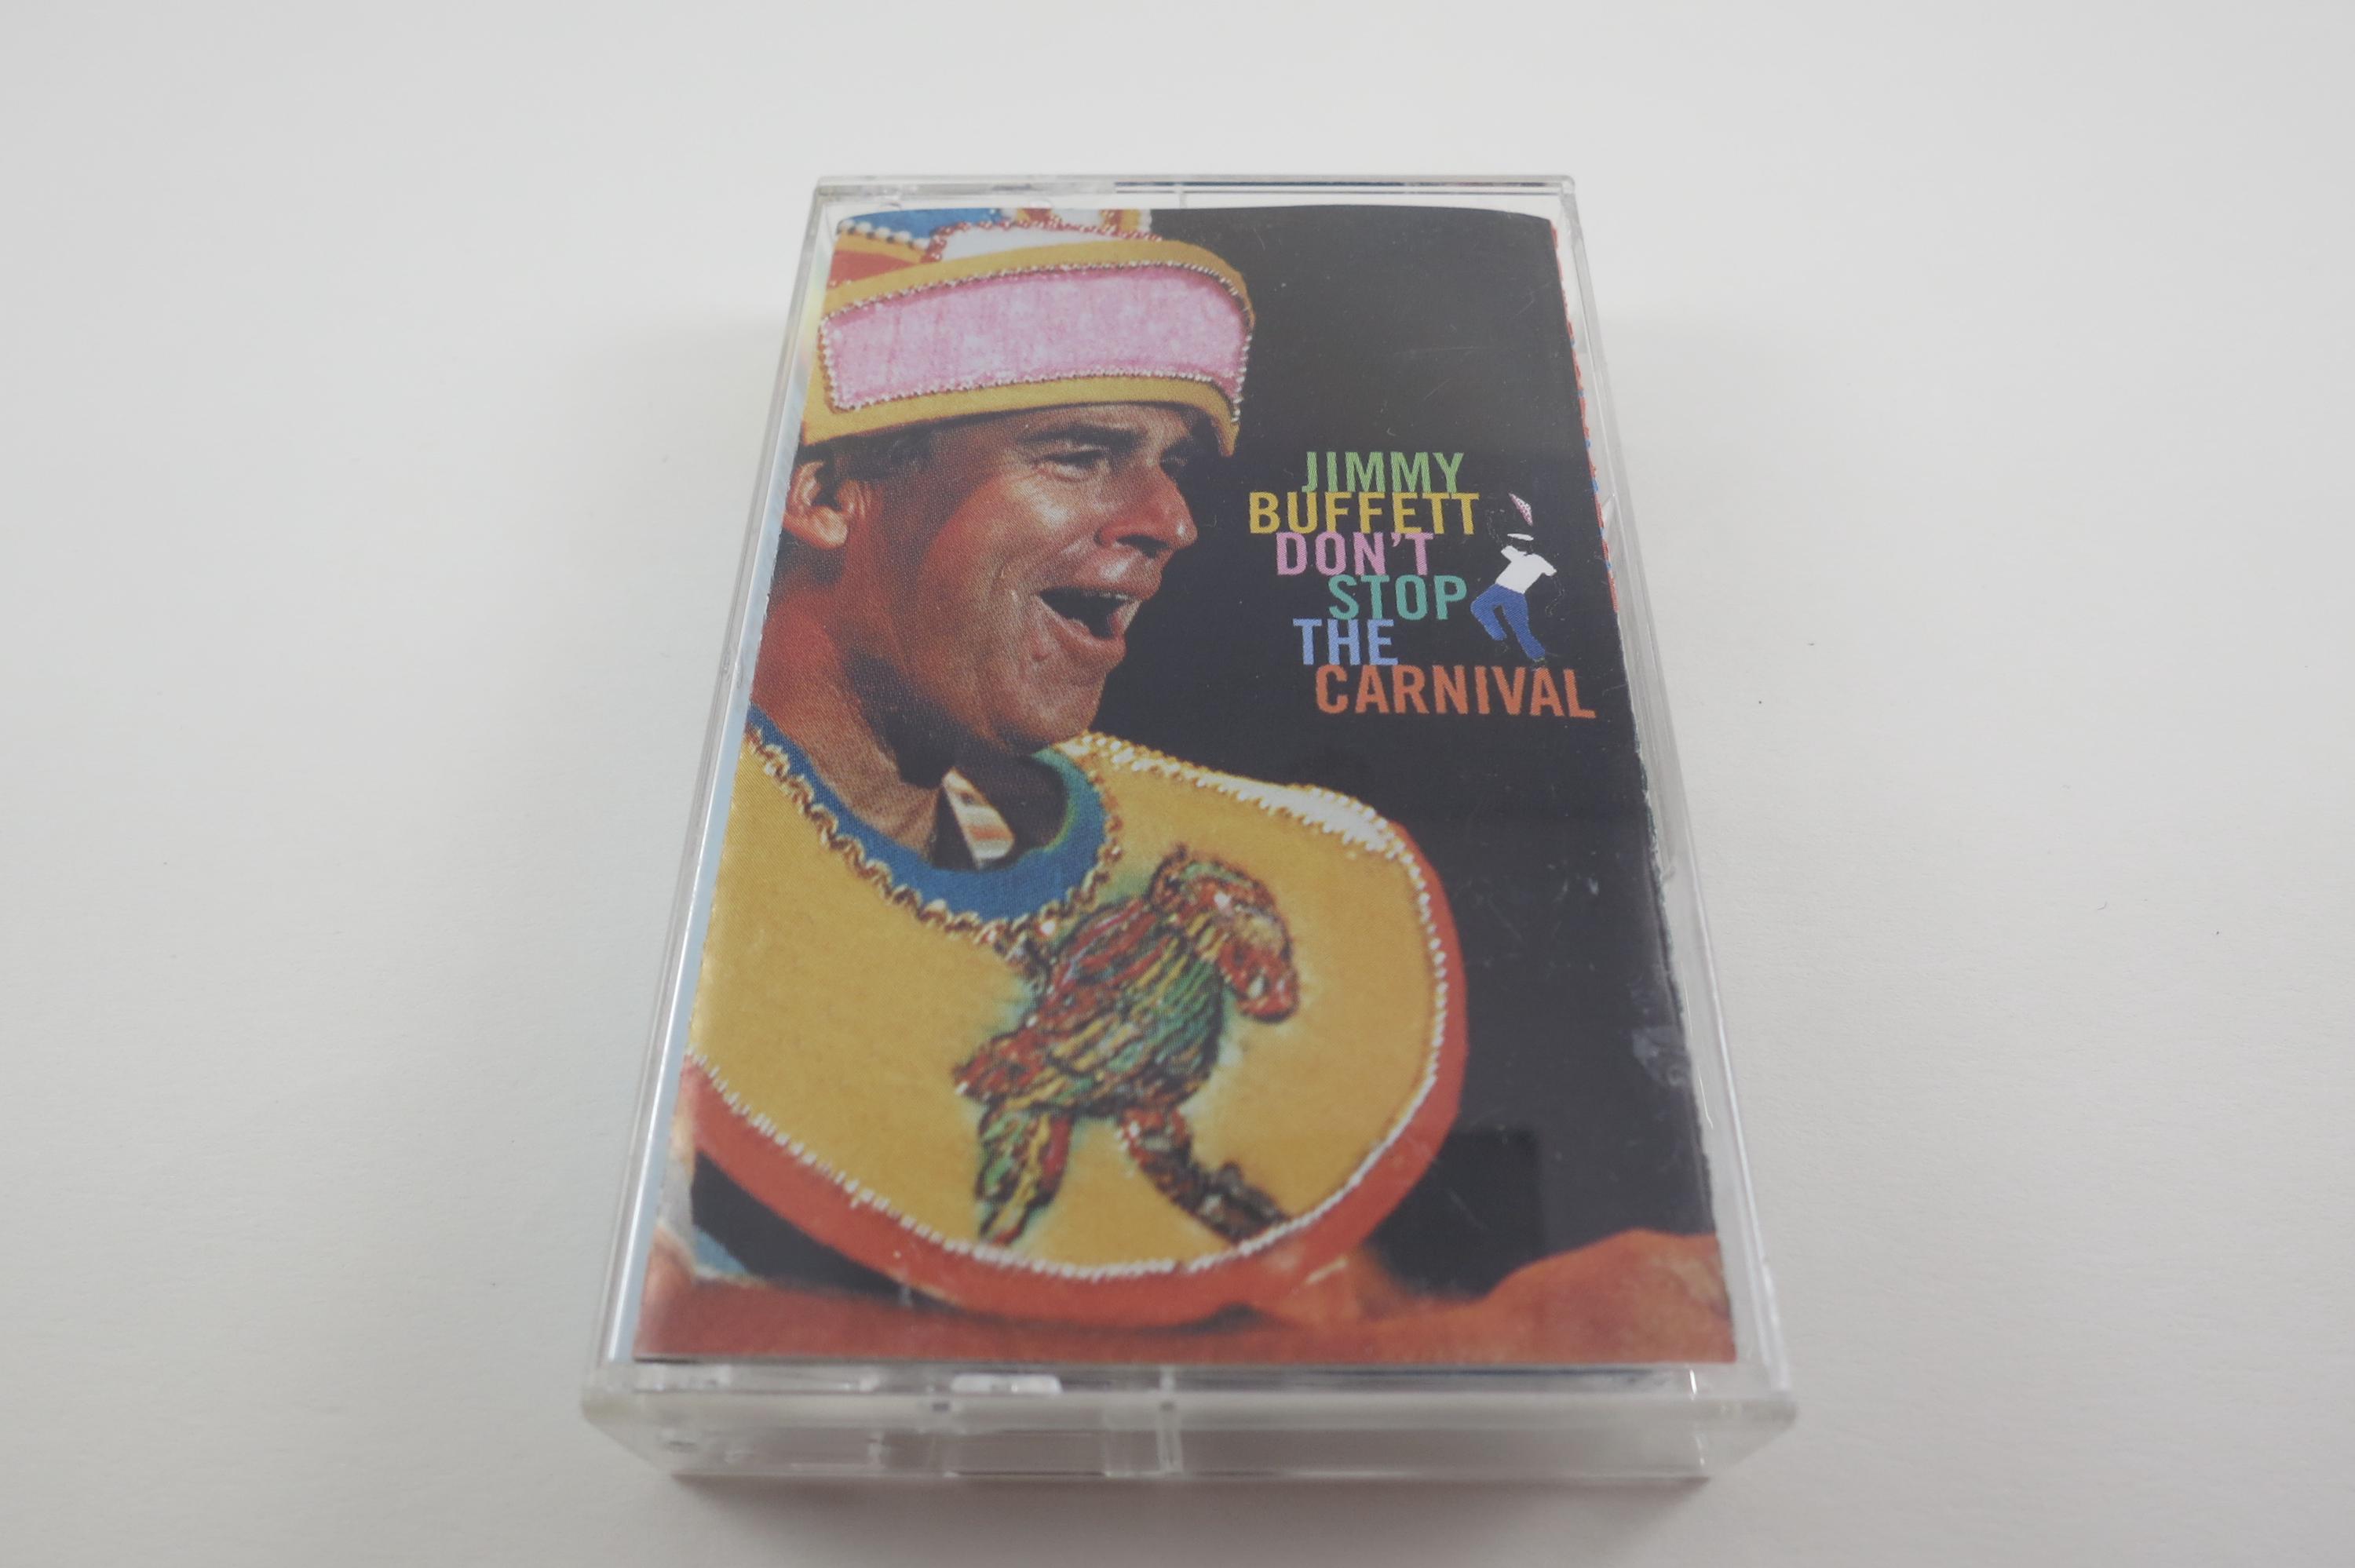 JIMMY
BUFFETT
DON'T
STOP
THE
CARNIVAL